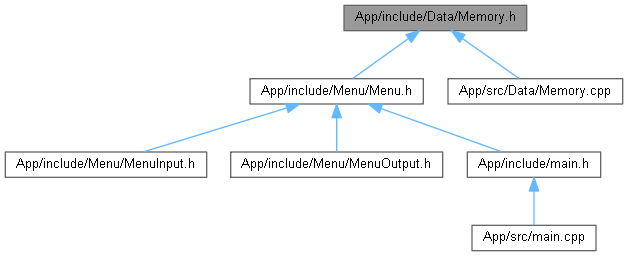 App/include/Data/Memory.h
App/include/Menu/Menu.h
App/src/Data/Memory.cpp
App/include/Menu/MenuInput.h
App/include/Menu/MenuOutput.h
App/include/main.h
App/src/main.cpp